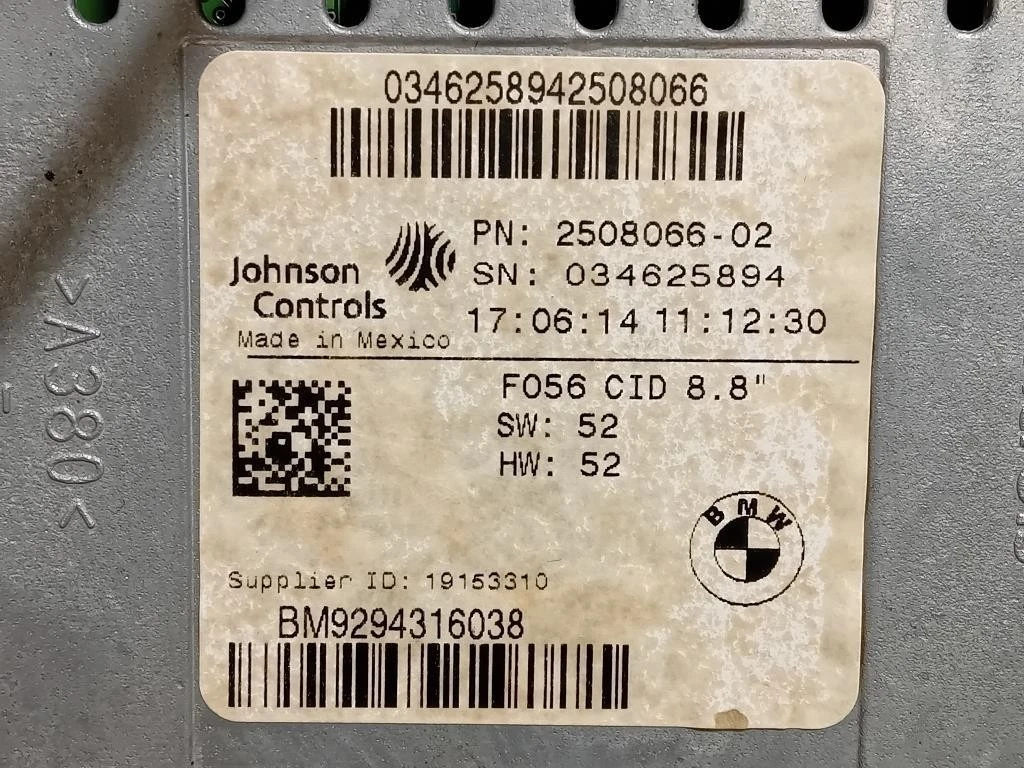 0346258942508066
Johnson
Controls
Made in Mexico
PN: 2508066-02
SN: 034625894
17:06:14 11:12:30
F056 CID 8.8"
SW: 52
HW: 52
BMW
Supplier ID: 19153310
BM9294316038
>A380<